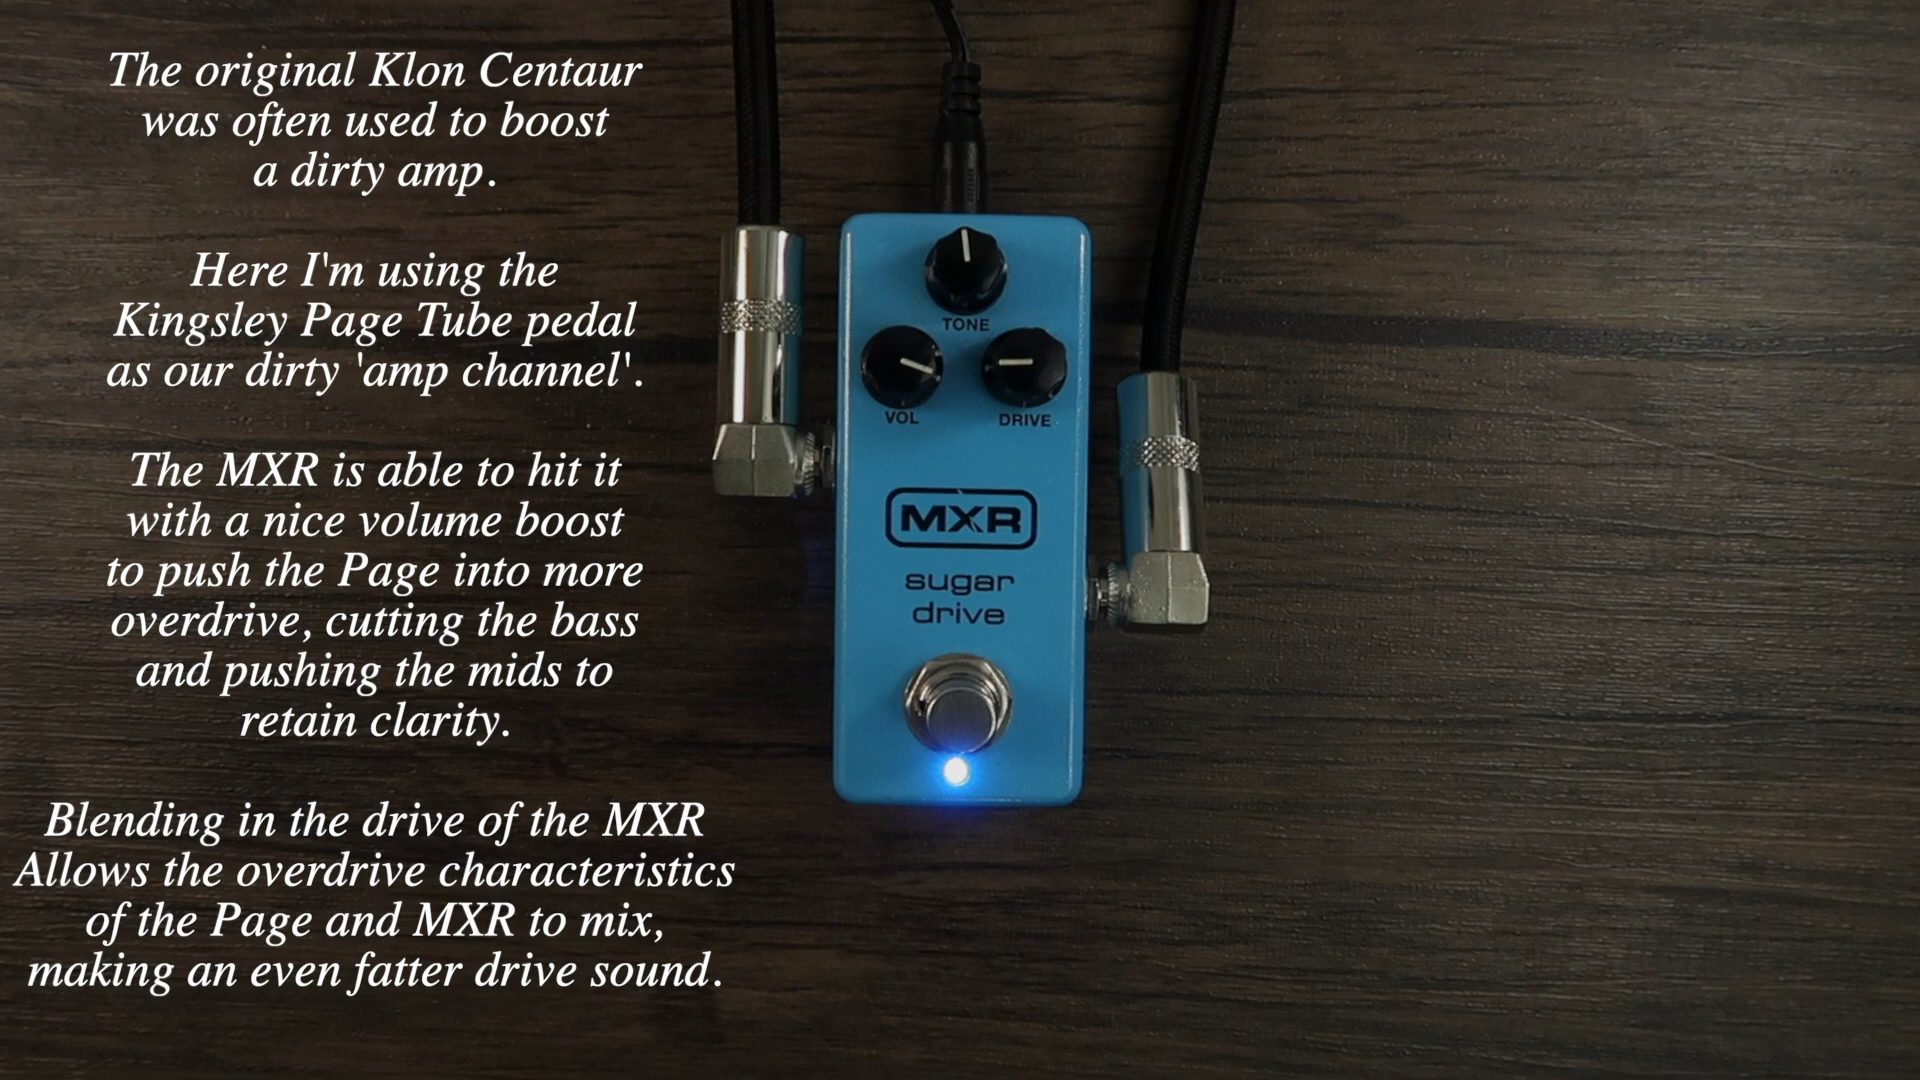 The original Klon Centaur
was often used to boost
a dirty amp.
Here I'm using the
Kingsley Page Tube pedal
as our dirty 'amp channel'.
The MXR is able to hit it
with a nice volume boost
to push the Page into more
overdrive, cutting the bass
and pushing the mids to
retain clarity.
Blending in the drive of the MXR
Allows the overdrive characteristics
of the Page and MXR to mix,
making an even fatter drive sound.
TONE
VOL
DRIVE
MXR
sugar
drive